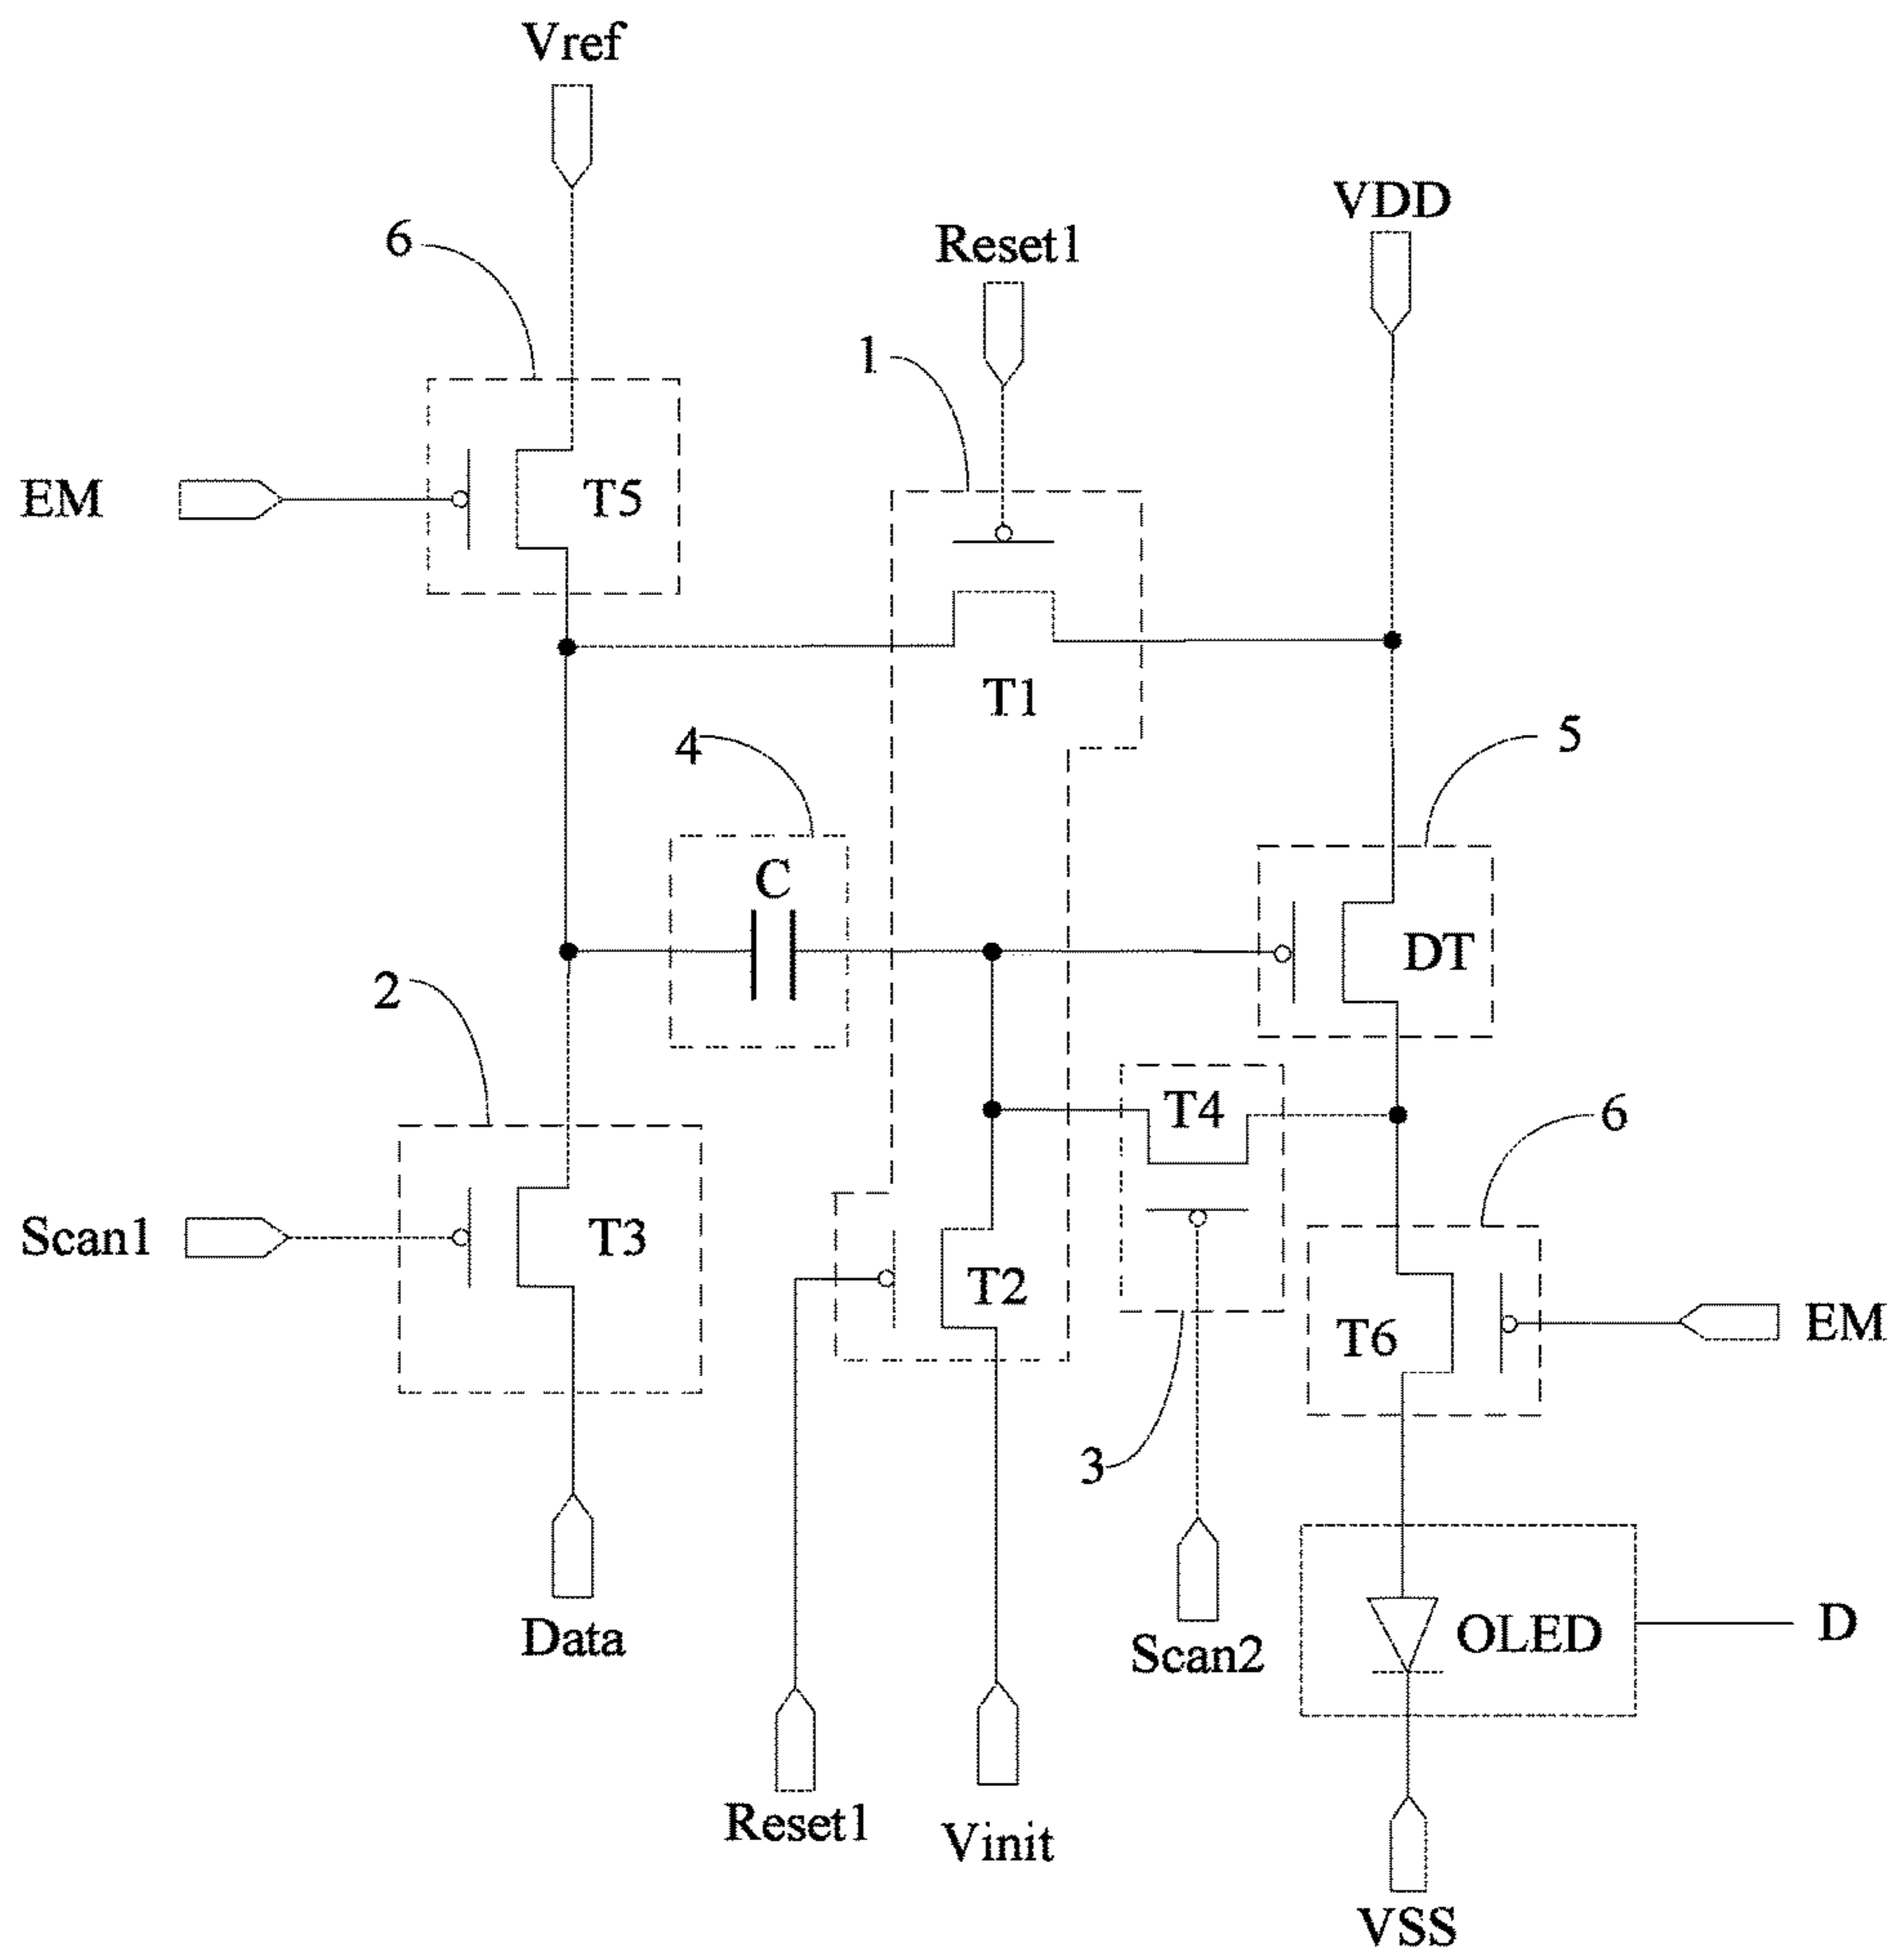 Vref
VDD
6
Reset1
1
EM
T5
T1
4
5
C
DT
2
T4
6
Scan1
T3
T2
T6
EM
3
Data
OLED
D
Scan2
Reset1
Vinit
VSS